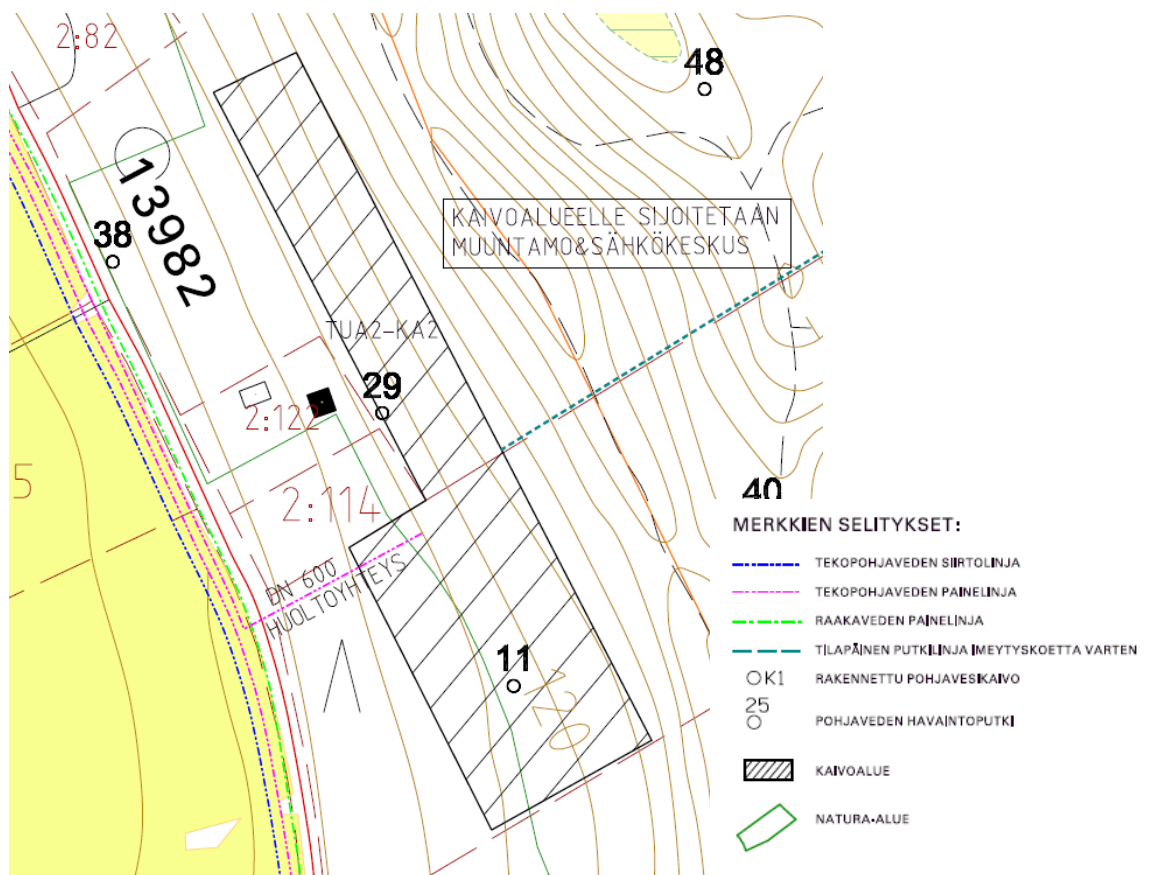 2:82
48
13982
38
KAIVOALUEELLE SIJOITETAAN
MUUNTAMO&SÄHKÖKESKUS
TUA2-KA2
29
2:122
5
2:114
40
DN 600
HUOLTOYHTEYS
11
120
MERKKIEN SELITYKSET:
TEKOPOHJAVEDEN SIIRTOLINJA
TEKOPOHJAVEDEN PAINELINJA
RAAKAVEDEN PAINELINJA
TILAPÄINEN PUTKILINJA IMEYTYSKOETTA VARTEN
K1 RAKENNETTU POHJAVESIKAIVO
25
POHJAVEDEN HAVAINTOPUTKI
KAIVOALUE
NATURA-ALUE